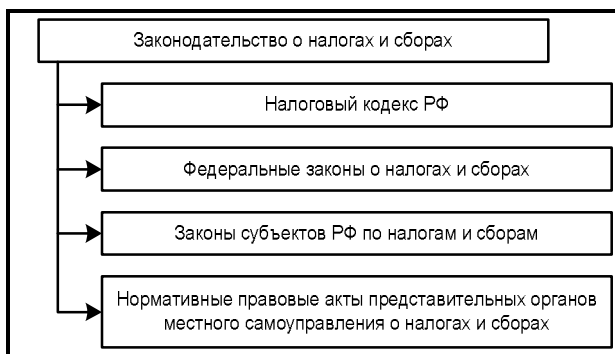 Законодательство о налогах и сборах
Налоговый кодекс РФ
Федеральные законы о налогах и сборах
Законы субъектов РФ по налогам и сборам
Нормативные правовые акты представительных органов
местного самоуправления о налогах и сборах